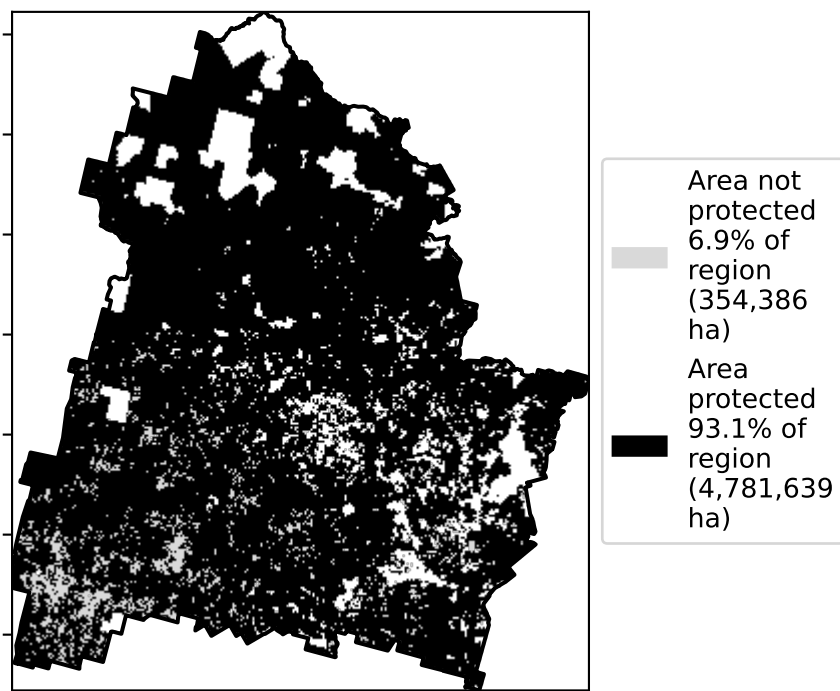 Area not
protected
6.9% of
region
(354,386
ha)
Area
protected
93.1% of
region
(4,781,639
ha)